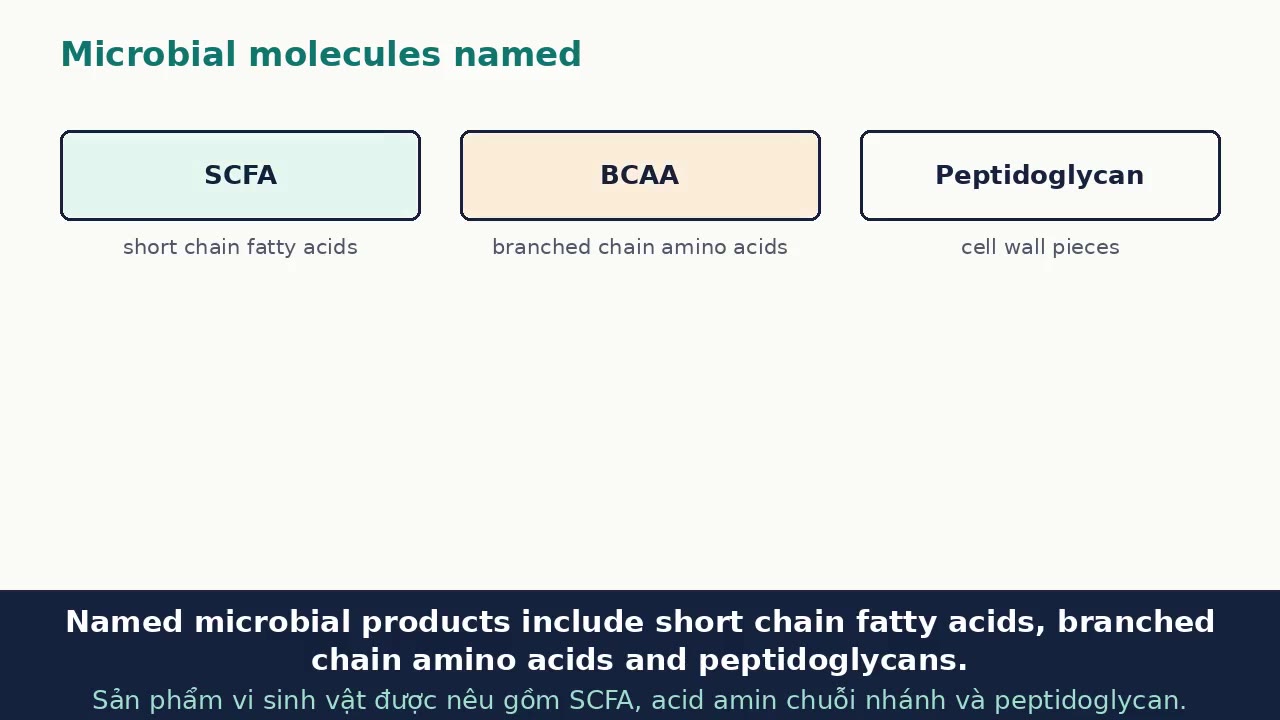 Microbial molecules named
SCFA
BCAA
Peptidoglycan
short chain fatty acids
branched chain amino acids
cell wall pieces
Named microbial products include short chain fatty acids, branched
chain amino acids and peptidoglycans.
Sản phẩm vi sinh vật được nêu gồm SCFA, acid amin chuỗi nhánh và peptidoglycan.